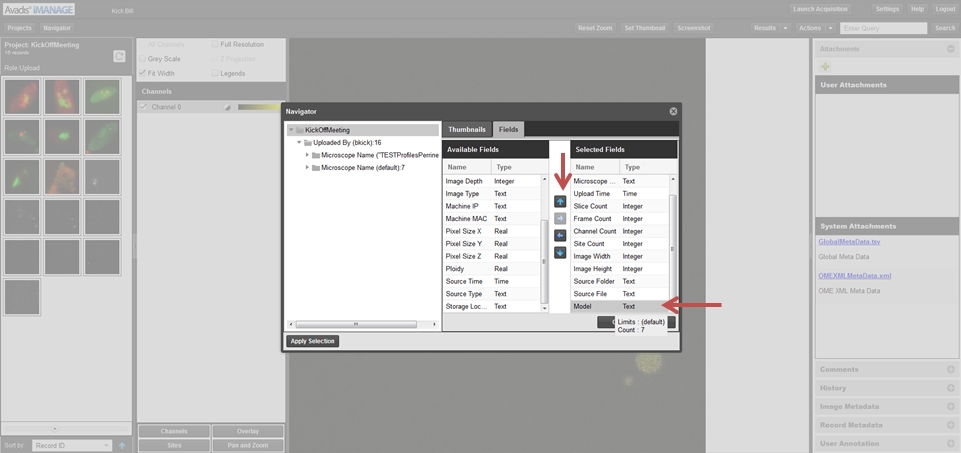 Avadis iMANAGE
Kick Bill
Launch Acquisition
Settings
Help
Logout
Projects
Navigator
Reset Zoom
Set Thumbnail
Screenshot
Results
Actions
Enter Query
Search
Project: KickOffMeeting
16 records
Role:Upload
All Channels
Full Resolution
Grey Scale
Z Projection
Fit Width
Legends
Channels
Channel 0
Attachments
User Attachments
System Attachments
GlobalMetaData.tsv
Global Meta Data
OMEXMLMetaData.xml
OME XML Meta Data
Comments
History
Image Metadata
Record Metadata
User Annotation
Navigator
KickOffMeeting
Uploaded By (bkick):16
Microscope Name ("TESTProfilesPerrine
Microscope Name (default):7
Thumbnails
Fields
Available Fields
Name Type
Image Depth Integer
Image Type Text
Machine IP Text
Machine MAC Text
Pixel Size X Real
Pixel Size Y Real
Pixel Size Z Real
Ploidy Real
Source Time Time
Source Type Text
Storage Loc... Text
Selected Fields
Name Type
Microscope ... Text
Upload Time Time
Slice Count Integer
Frame Count Integer
Channel Count Integer
Site Count Integer
Image Width Integer
Image Height Integer
Source Folder Text
Source File Text
Model Text
Limits : (default)
Count : 7
Apply Selection
Channels
Overlay
Sites
Pan and Zoom
Sort by:
Record ID